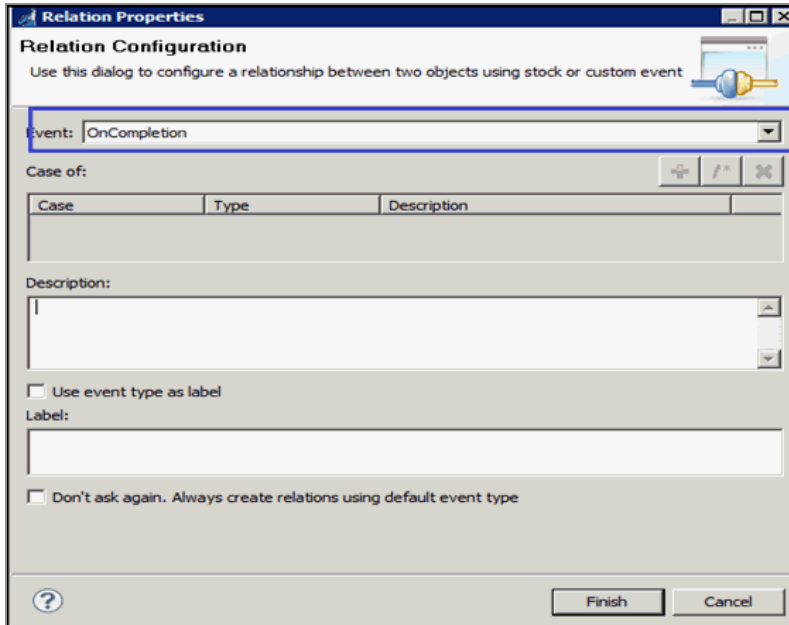 Relation Properties
Relation Configuration
Use this dialog to configure a relationship between two objects using stock or custom event
Event: OnCompletion
Case of:
Case Type Description
Description:
Use event type as label
Label:
Don't ask again. Always create relations using default event type
Finish Cancel